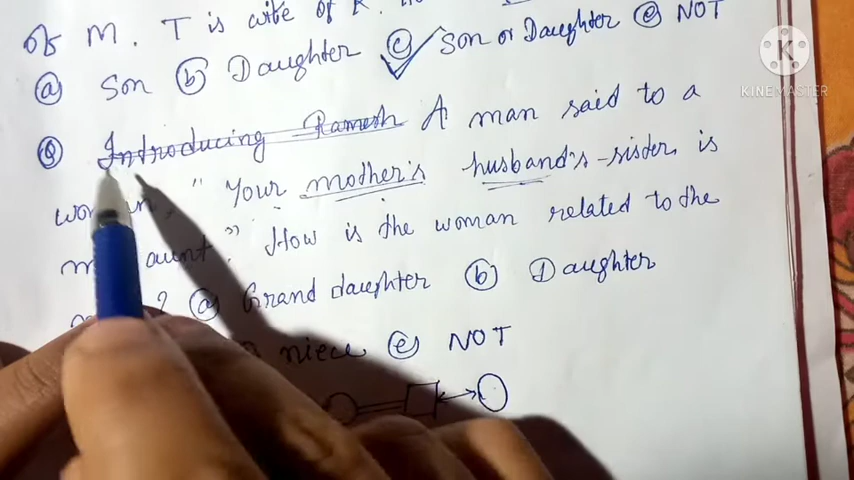 of M. T is wife of K.
(a) Son (b) Daughter (c) Son or Daughter (e) NOT
(Q) Introducing Ramesh A man said to a
"Your mother's husband's sister is
aunt". How is the woman related to the
? (a) Grand daughter (b) Daughter
niece (e) NOT
K
KINEMASTER